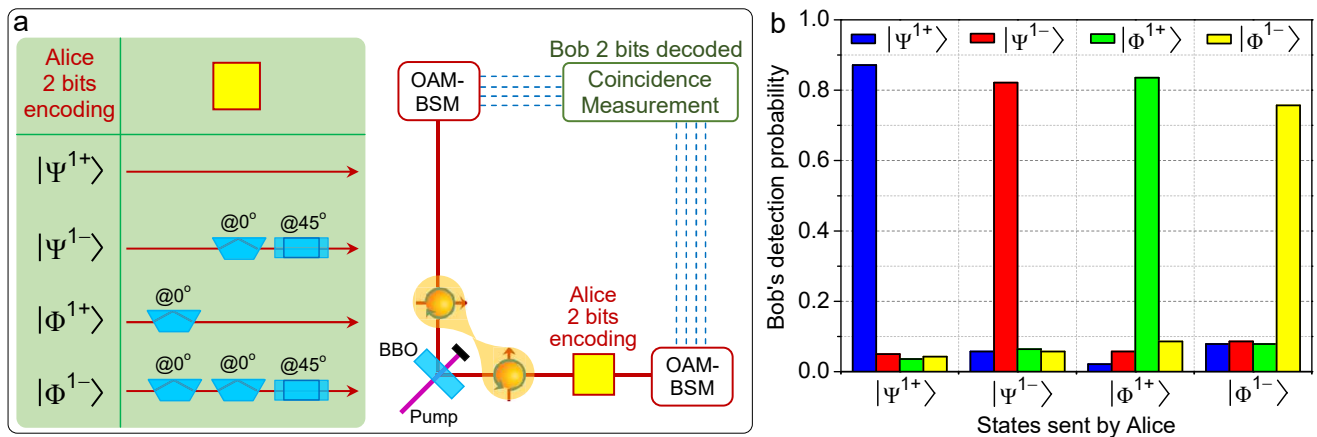 a
Alice
2 bits
encoding
|Ψ¹⁺⟩
|Ψ¹⁻⟩
@0°
@45°
|Φ¹⁺⟩
@0°
|Φ¹⁻⟩
@0°
@0°
@45°
Bob 2 bits decoded
OAM-
BSM
Coincidence
Measurement
Alice
2 bits
encoding
BBO
Pump
OAM-
BSM
b
1.0
0.8
0.6
0.4
0.2
0.0
Bob's detection probability
|Ψ¹⁺⟩
|Ψ¹⁻⟩
|Φ¹⁺⟩
|Φ¹⁻⟩
|Ψ¹⁺⟩
|Ψ¹⁻⟩
|Φ¹⁺⟩
|Φ¹⁻⟩
States sent by Alice